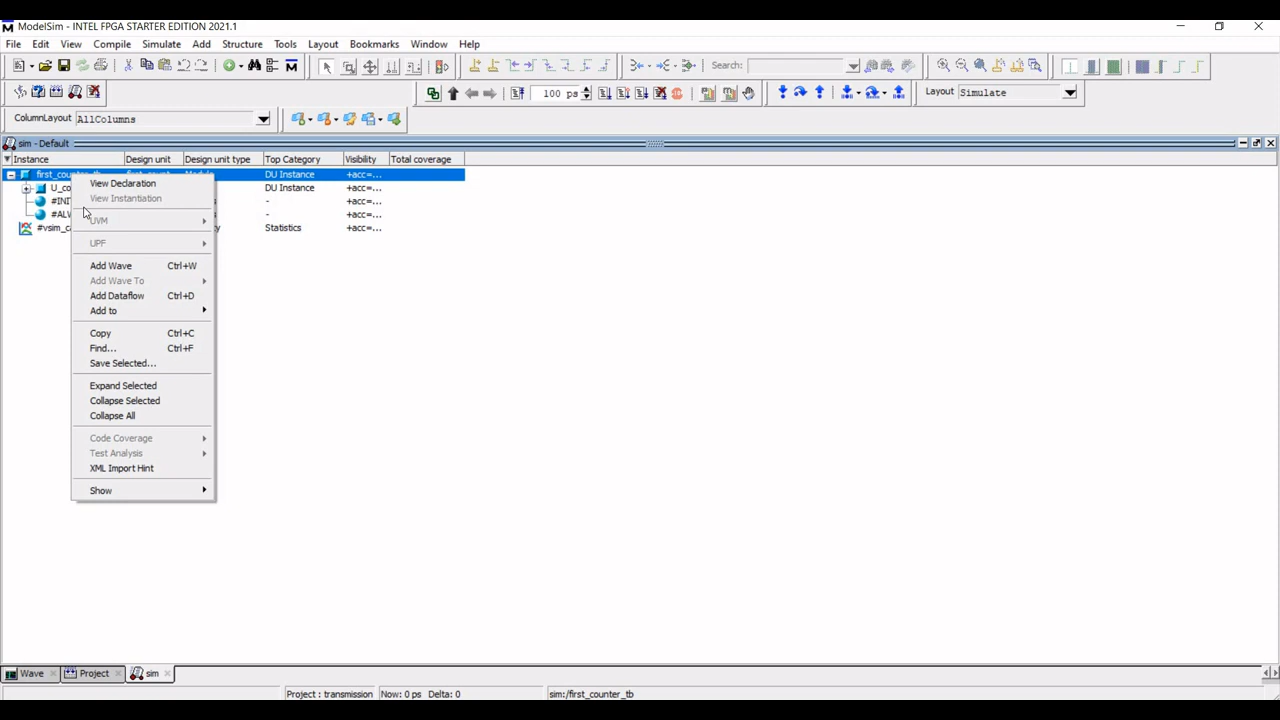 ModelSim - INTEL FPGA STARTER EDITION 2021.1
File Edit View Compile Simulate Add Structure Tools Layout Bookmarks Window Help
Search:
100 ps
Layout Simulate
ColumnLayout AllColumns
sim - Default
Instance Design unit Design unit type Top Category Visibility Total coverage
DU Instance +acc=...
U_co DU Instance +acc=...
#INI - +acc=...
#ALW - +acc=...
#vsim_ca Statistics +acc=...
View Declaration
View Instantiation
UVM
UPF
Add Wave Ctrl+W
Add Wave To
Add Dataflow Ctrl+D
Add to
Copy Ctrl+C
Find... Ctrl+F
Save Selected...
Expand Selected
Collapse Selected
Collapse All
Code Coverage
Test Analysis
XML Import Hint
Show
Wave Project sim
Project : transmission Now: 0 ps Delta: 0 sim:/first_counter_tb